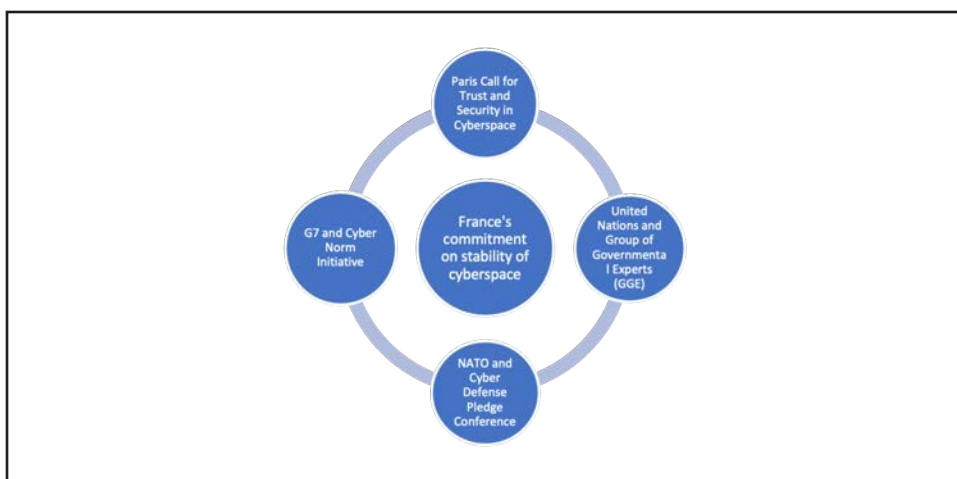 Paris Call for
Trust and
Security in
Cyberspace
G7 and Cyber
Norm
Initiative
France's
commitment
on stability of
cyberspace
United
Nations and
Group of
Governmenta
l Experts
(GGE)
NATO and
Cyber
Defense
Pledge
Conference